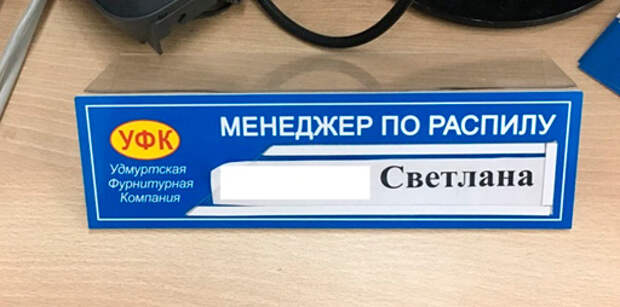 УФК
Удмуртская
Фурнитурная
Компания
МЕНЕДЖЕР ПО РАСПИЛУ
Светлана